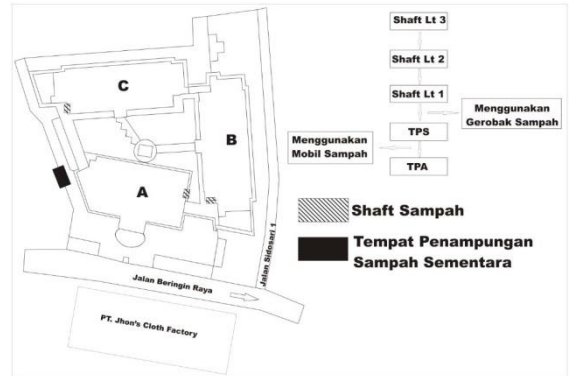 C
B
A
Jalan Beringin Raya
Jalan Sidosari 1
PT. Jhon's Cloth Factory
Shaft Lt 3
Shaft Lt 2
Shaft Lt 1
Menggunakan
Gerobak Sampah
TPS
Menggunakan
Mobil Sampah
TPA
Shaft Sampah
Tempat Penampungan
Sampah Sementara